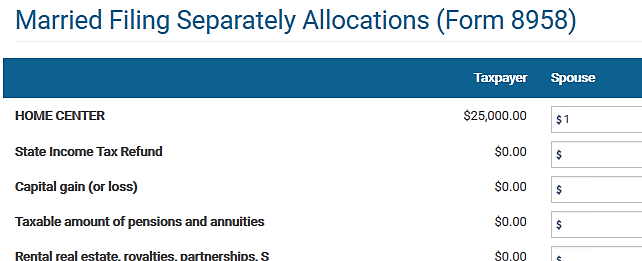 Married Filing Separately Allocations (Form 8958)
Taxpayer Spouse
HOME CENTER $25,000.00 $1
State Income Tax Refund $0.00 $
Capital gain (or loss) $0.00 $
Taxable amount of pensions and annuities $0.00 $
Rental real estate, royalties, partnerships, S $0.00 $